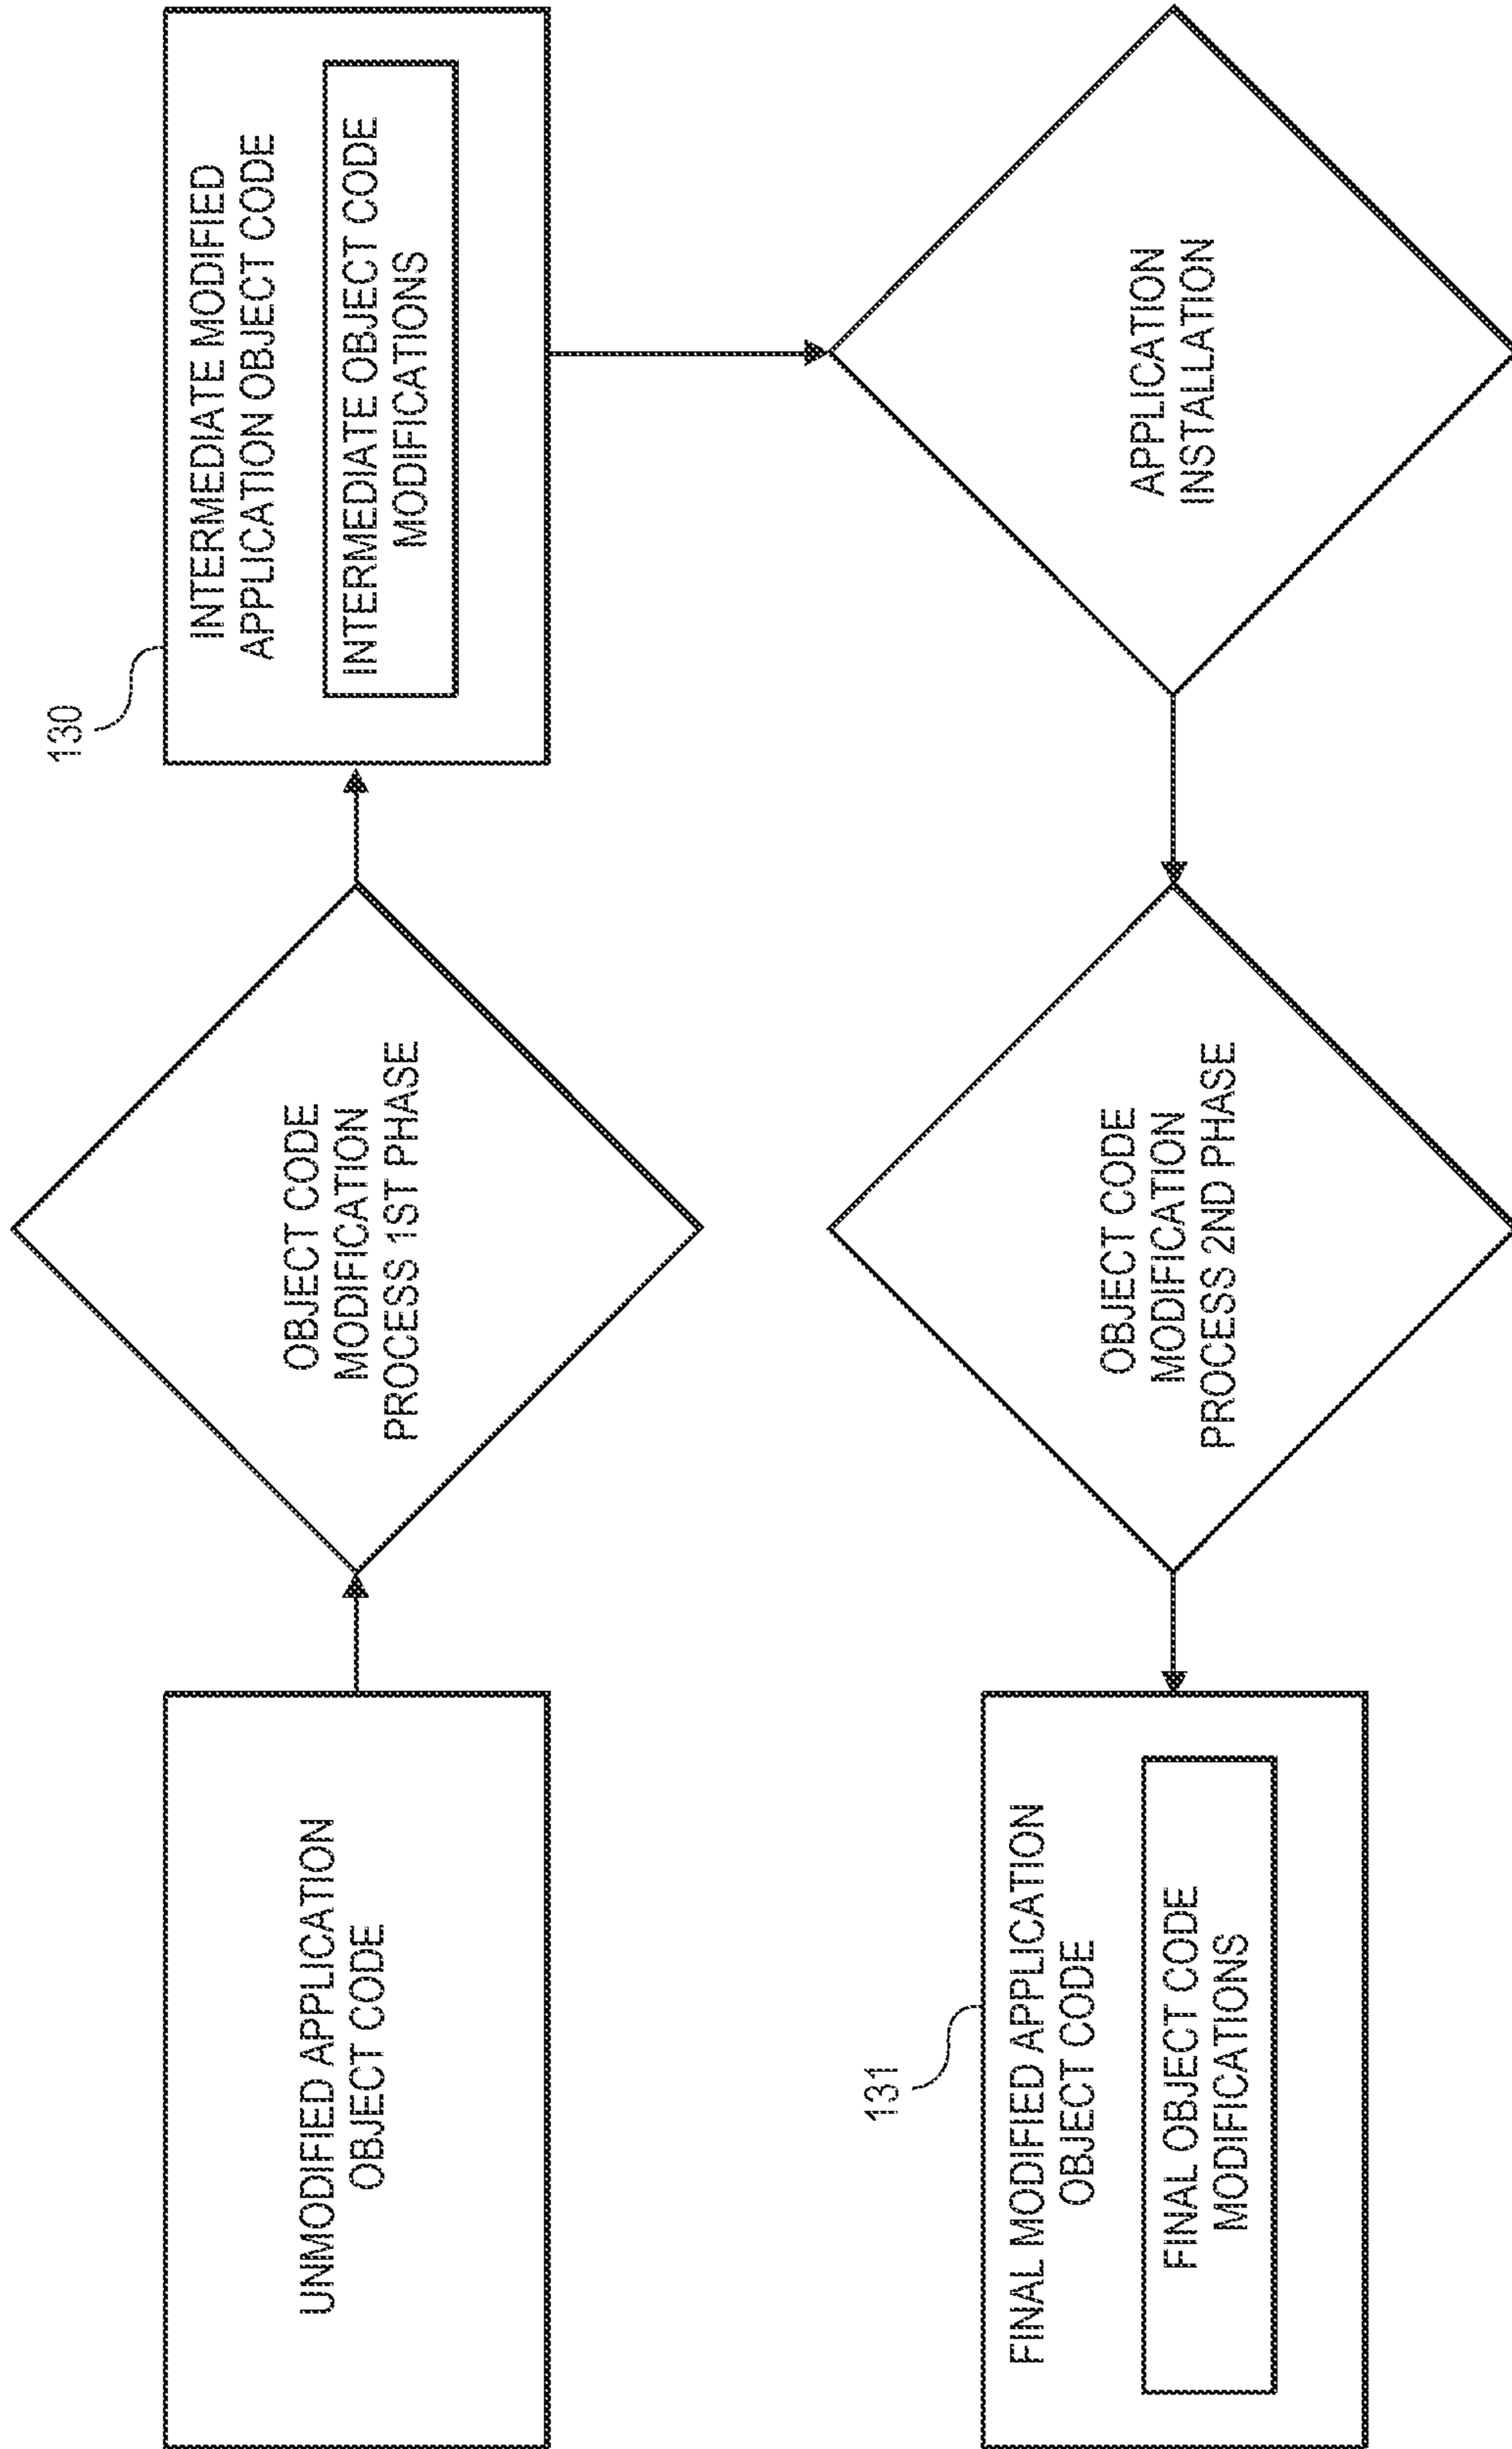 UNMODIFIED APPLICATION
OBJECT CODE
OBJECT CODE
MODIFICATION
PROCESS 1ST PHASE
130
INTERMEDIATE MODIFIED
APPLICATION OBJECT CODE
INTERMEDIATE OBJECT CODE
MODIFICATIONS
APPLICATION
INSTALLATION
OBJECT CODE
MODIFICATION
PROCESS 2ND PHASE
131
FINAL MODIFIED APPLICATION
OBJECT CODE
FINAL OBJECT CODE
MODIFICATIONS